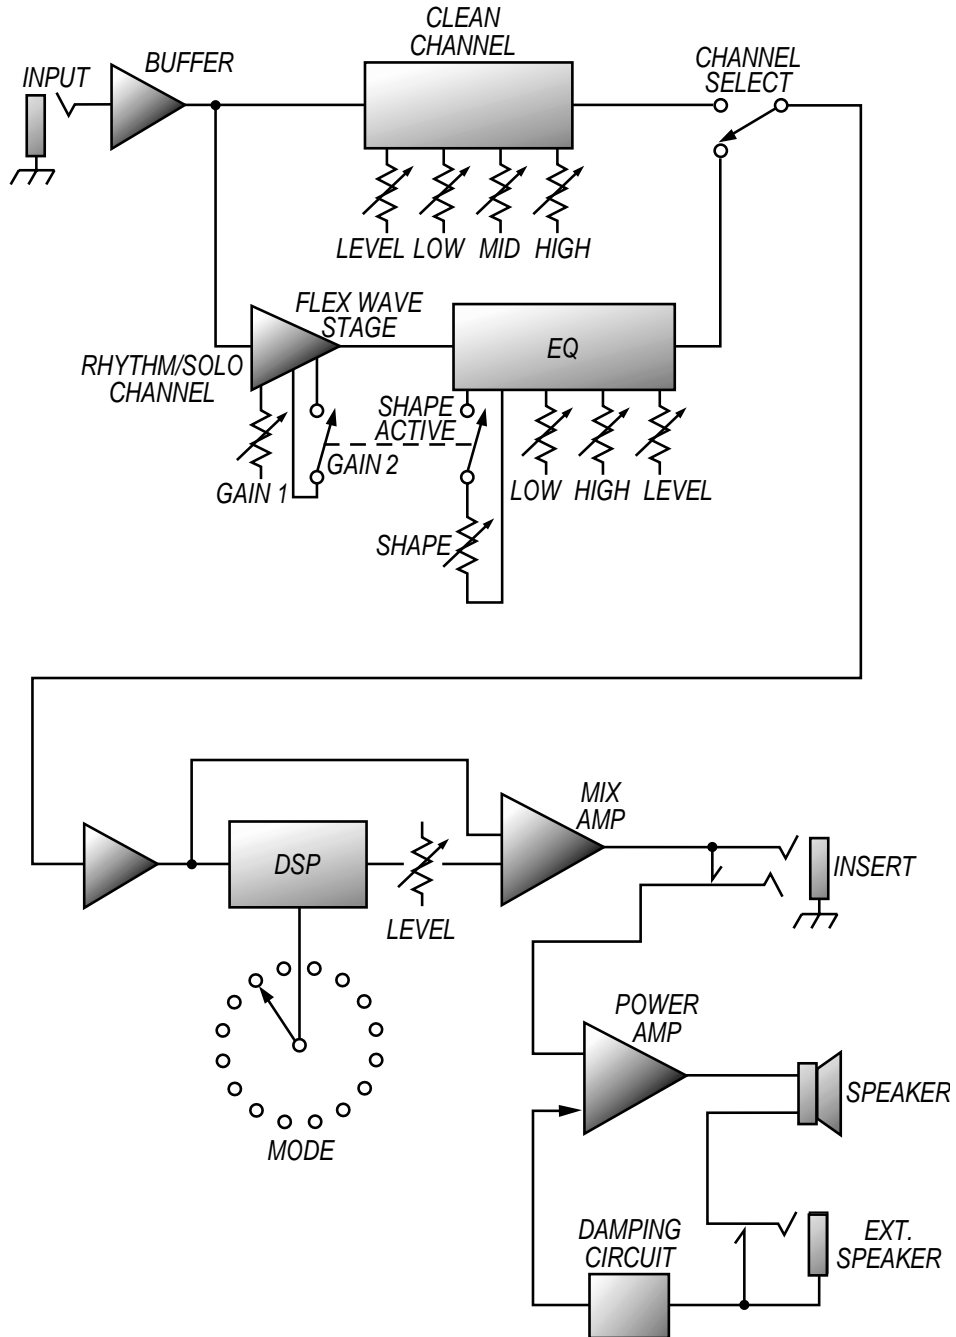 CLEAN
CHANNEL
CHANNEL
SELECT
INPUT
BUFFER
LEVEL LOW MID HIGH
FLEX WAVE
STAGE
EQ
RHYTHM/SOLO
CHANNEL
SHAPE
ACTIVE
GAIN 2
GAIN 1
LOW HIGH LEVEL
SHAPE
MIX
AMP
DSP
INSERT
LEVEL
POWER
AMP
SPEAKER
MODE
DAMPING
CIRCUIT
EXT.
SPEAKER